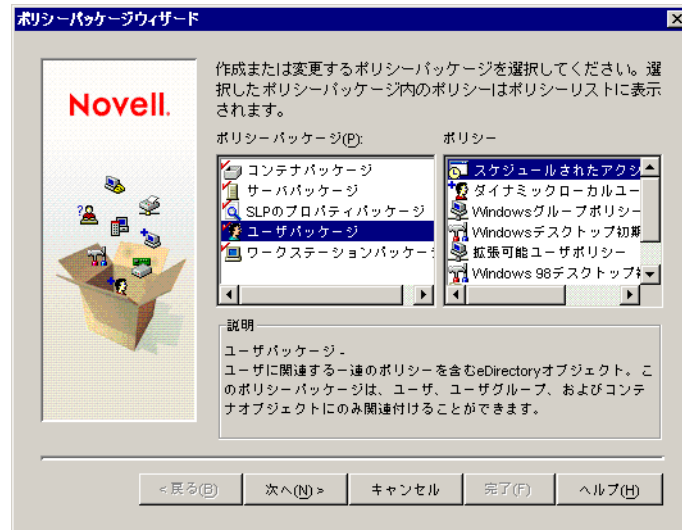 ポリシーパッケージウィザード
Novell.
作成または変更するポリシーパッケージを選択してください。選
択したポリシーパッケージ内のポリシーはポリシーリストに表示
されます。
ポリシーパッケージ(P):
ポリシー
コンテナパッケージ
サーバパッケージ
SLPのプロパティパッケージ
ユーザパッケージ
ワークステーションパッケー
スケジュールされたアクシ
ダイナミックローカルユー
Windowsグループポリシー
Windowsデスクトップ初期
拡張可能ユーザポリシー
Windows 98デスクトップ
説明
ユーザパッケージ -
ユーザに関連する一連のポリシーを含むeDirectoryオブジェクト。こ
のポリシーパッケージは、ユーザ、ユーザグループ、およびコンテ
ナオブジェクトにのみ関連付けることができます。
<戻る(B)
次へ(N)>
キャンセル
完了(F)
ヘルプ(H)